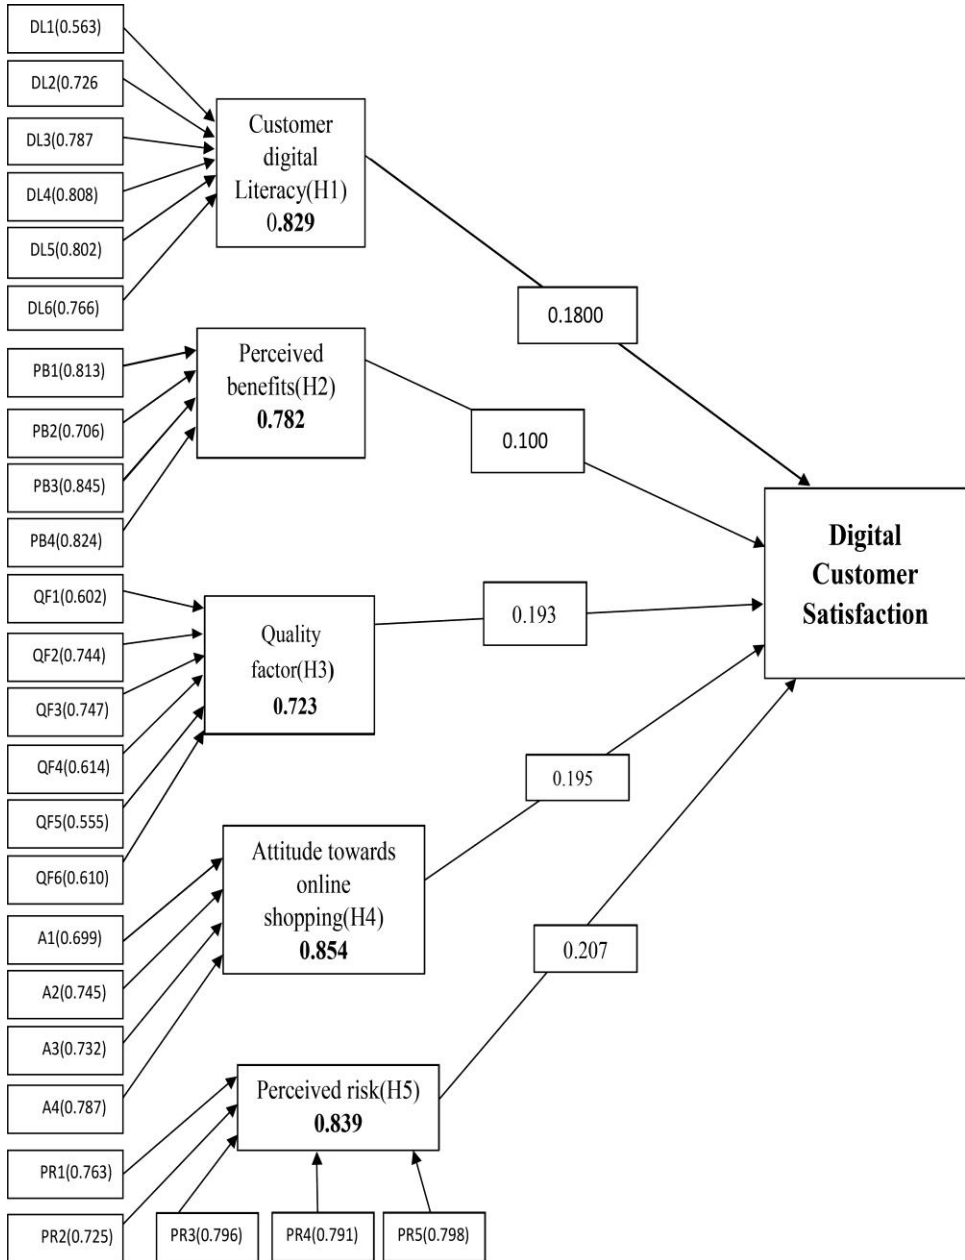 DL1(0.563)
DL2(0.726
DL3(0.787
DL4(0.808)
DL5(0.802)
DL6(0.766)
Customer
digital
Literacy(H1)
0.829
0.1800
PB1(0.813)
PB2(0.706)
PB3(0.845)
PB4(0.824)
Perceived
benefits(H2)
0.782
0.100
QF1(0.602)
QF2(0.744)
QF3(0.747)
QF4(0.614)
QF5(0.555)
QF6(0.610)
Quality
factor(H3)
0.723
0.193
A1(0.699)
A2(0.745)
A3(0.732)
A4(0.787)
Attitude towards
online
shopping(H4)
0.854
0.195
PR1(0.763)
PR2(0.725)
PR3(0.796)
PR4(0.791)
PR5(0.798)
Perceived risk(H5)
0.839
0.207
Digital
Customer
Satisfaction